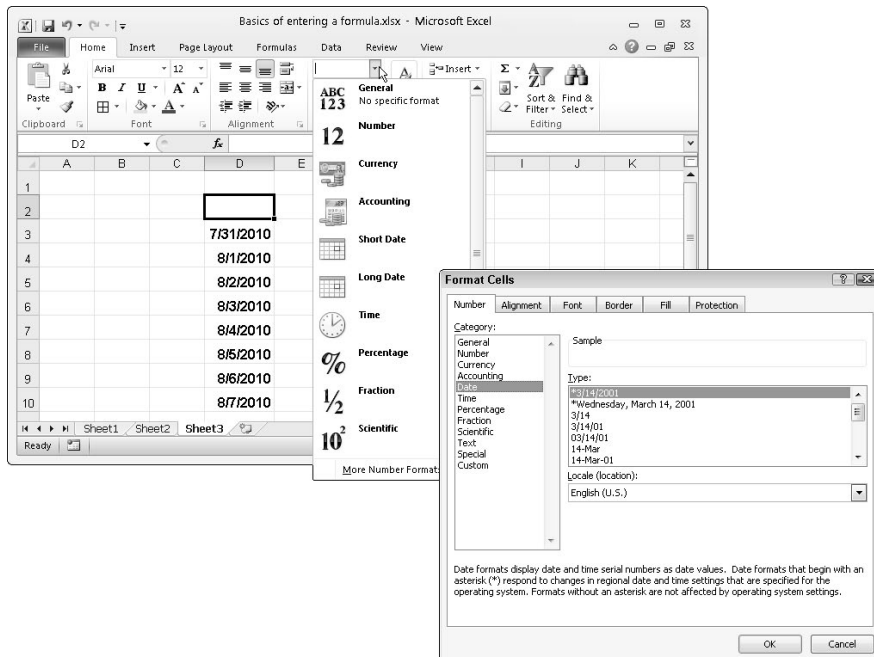 Basics of entering a formula.xlsx - Microsoft Excel
File Home Insert Page Layout Formulas Data Review View
Paste
Clipboard
Arial 12
B I U A A
A
Font
Alignment
A
Insert
Σ
A Z
Sort & Filter
Find & Select
Editing
D2 fx
A B C D E I J K
1
2
3 7/31/2010
4 8/1/2010
5 8/2/2010
6 8/3/2010
7 8/4/2010
8 8/5/2010
9 8/6/2010
10 8/7/2010
Sheet1 Sheet2 Sheet3
Ready
ABC 123 General
No specific format
12 Number
Currency
Accounting
Short Date
Long Date
Time
% Percentage
1/2 Fraction
10² Scientific
More Number Formats
Format Cells
Number Alignment Font Border Fill Protection
Category:
General
Number
Currency
Accounting
Date
Time
Percentage
Fraction
Scientific
Text
Special
Custom
Sample
Type:
*3/14/2001
*Wednesday, March 14, 2001
3/14
3/14/01
03/14/01
14-Mar
14-Mar-01
Locale (location):
English (U.S.)
Date formats display date and time serial numbers as date values. Date formats that begin with an
asterisk (*) respond to changes in regional date and time settings that are specified for the
operating system. Formats without an asterisk are not affected by operating system settings.
OK Cancel